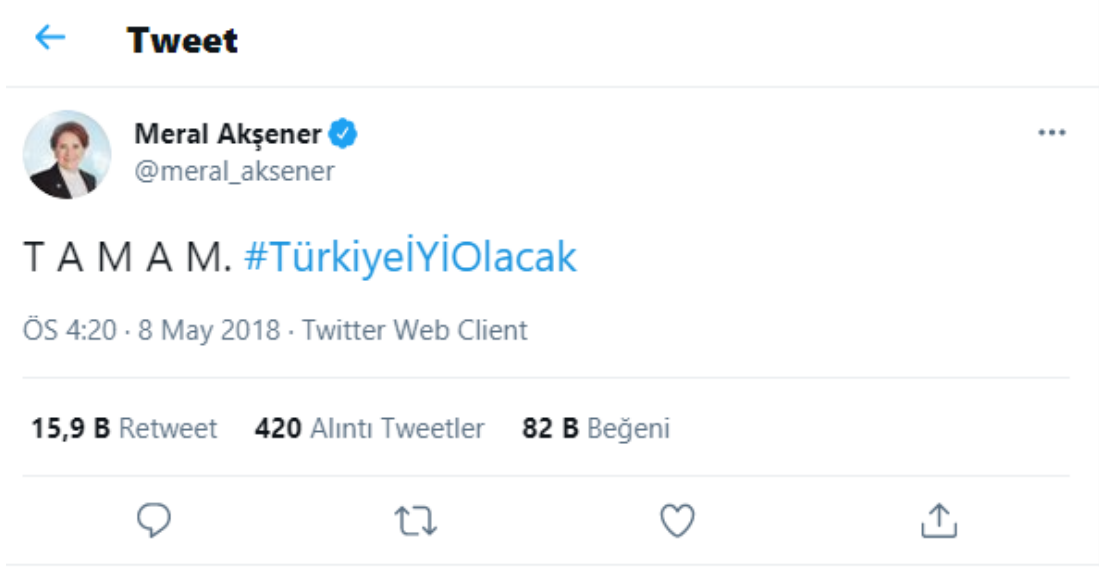 Tweet
Meral Akşener
@meral_aksener
T A M A M. #TürkiyeİYİOlacak
ÖS 4:20 · 8 May 2018 · Twitter Web Client
15,9 B Retweet 420 Alıntı Tweetler 82 B Beğeni